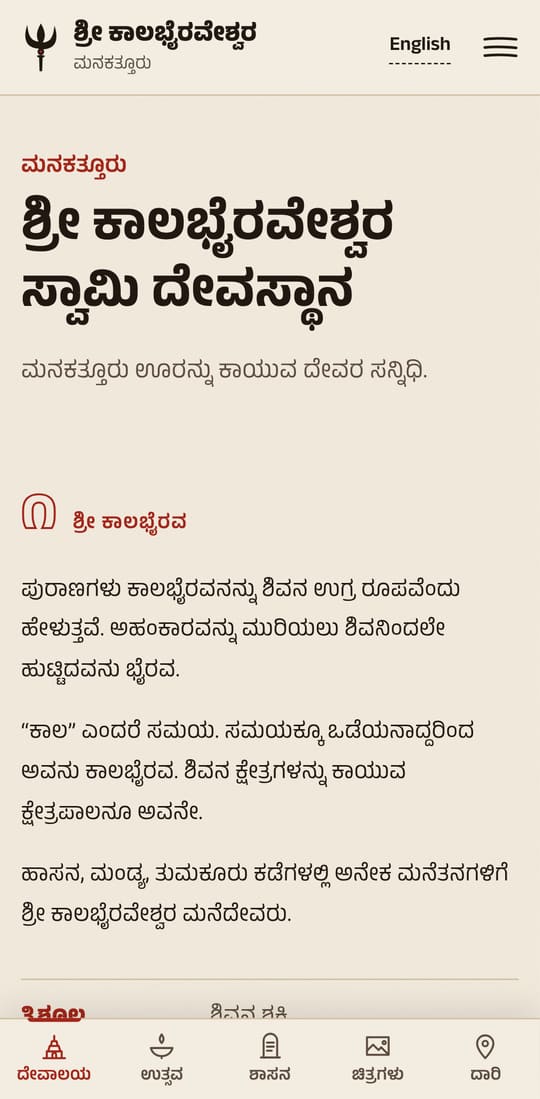 ಶ್ರೀ ಕಾಲಭೈರವೇಶ್ವರ
ಮನಕತ್ತೂರು
English
ಮನಕತ್ತೂರು
ಶ್ರೀ ಕಾಲಭೈರವೇಶ್ವರ
ಸ್ವಾಮಿ ದೇವಸ್ಥಾನ
ಮನಕತ್ತೂರು ಊರನ್ನು ಕಾಯುವ ದೇವರ ಸನ್ನಿಧಿ.
ಶ್ರೀ ಕಾಲಭೈರವ
ಪುರಾಣಗಳು ಕಾಲಭೈರವನನ್ನು ಶಿವನ ಉಗ್ರ ರೂಪವೆಂದು
ಹೇಳುತ್ತವೆ. ಅಹಂಕಾರವನ್ನು ಮುರಿಯಲು ಶಿವನಿಂದಲೇ
ಹುಟ್ಟಿದವನು ಭೈರವ.
“ಕಾಲ” ಎಂದರೆ ಸಮಯ. ಸಮಯಕ್ಕೂ ಒಡೆಯನಾದ್ದರಿಂದ
ಅವನು ಕಾಲಭೈರವ. ಶಿವನ ಕ್ಷೇತ್ರಗಳನ್ನು ಕಾಯುವ
ಕ್ಷೇತ್ರಪಾಲನೂ ಅವನೇ.
ಹಾಸನ, ಮಂಡ್ಯ, ತುಮಕೂರು ಕಡೆಗಳಲ್ಲಿ ಅನೇಕ ಮನೆತನಗಳಿಗೆ
ಶ್ರೀ ಕಾಲಭೈರವೇಶ್ವರ ಮನೆದೇವರು.
ತ್ರಿಶೂಲ ಶಿವನ ಶಕ್ತಿ
ದೇವಾಲಯ ಉತ್ಸವ ಶಾಸನ ಚಿತ್ರಗಳು ದಾರಿ